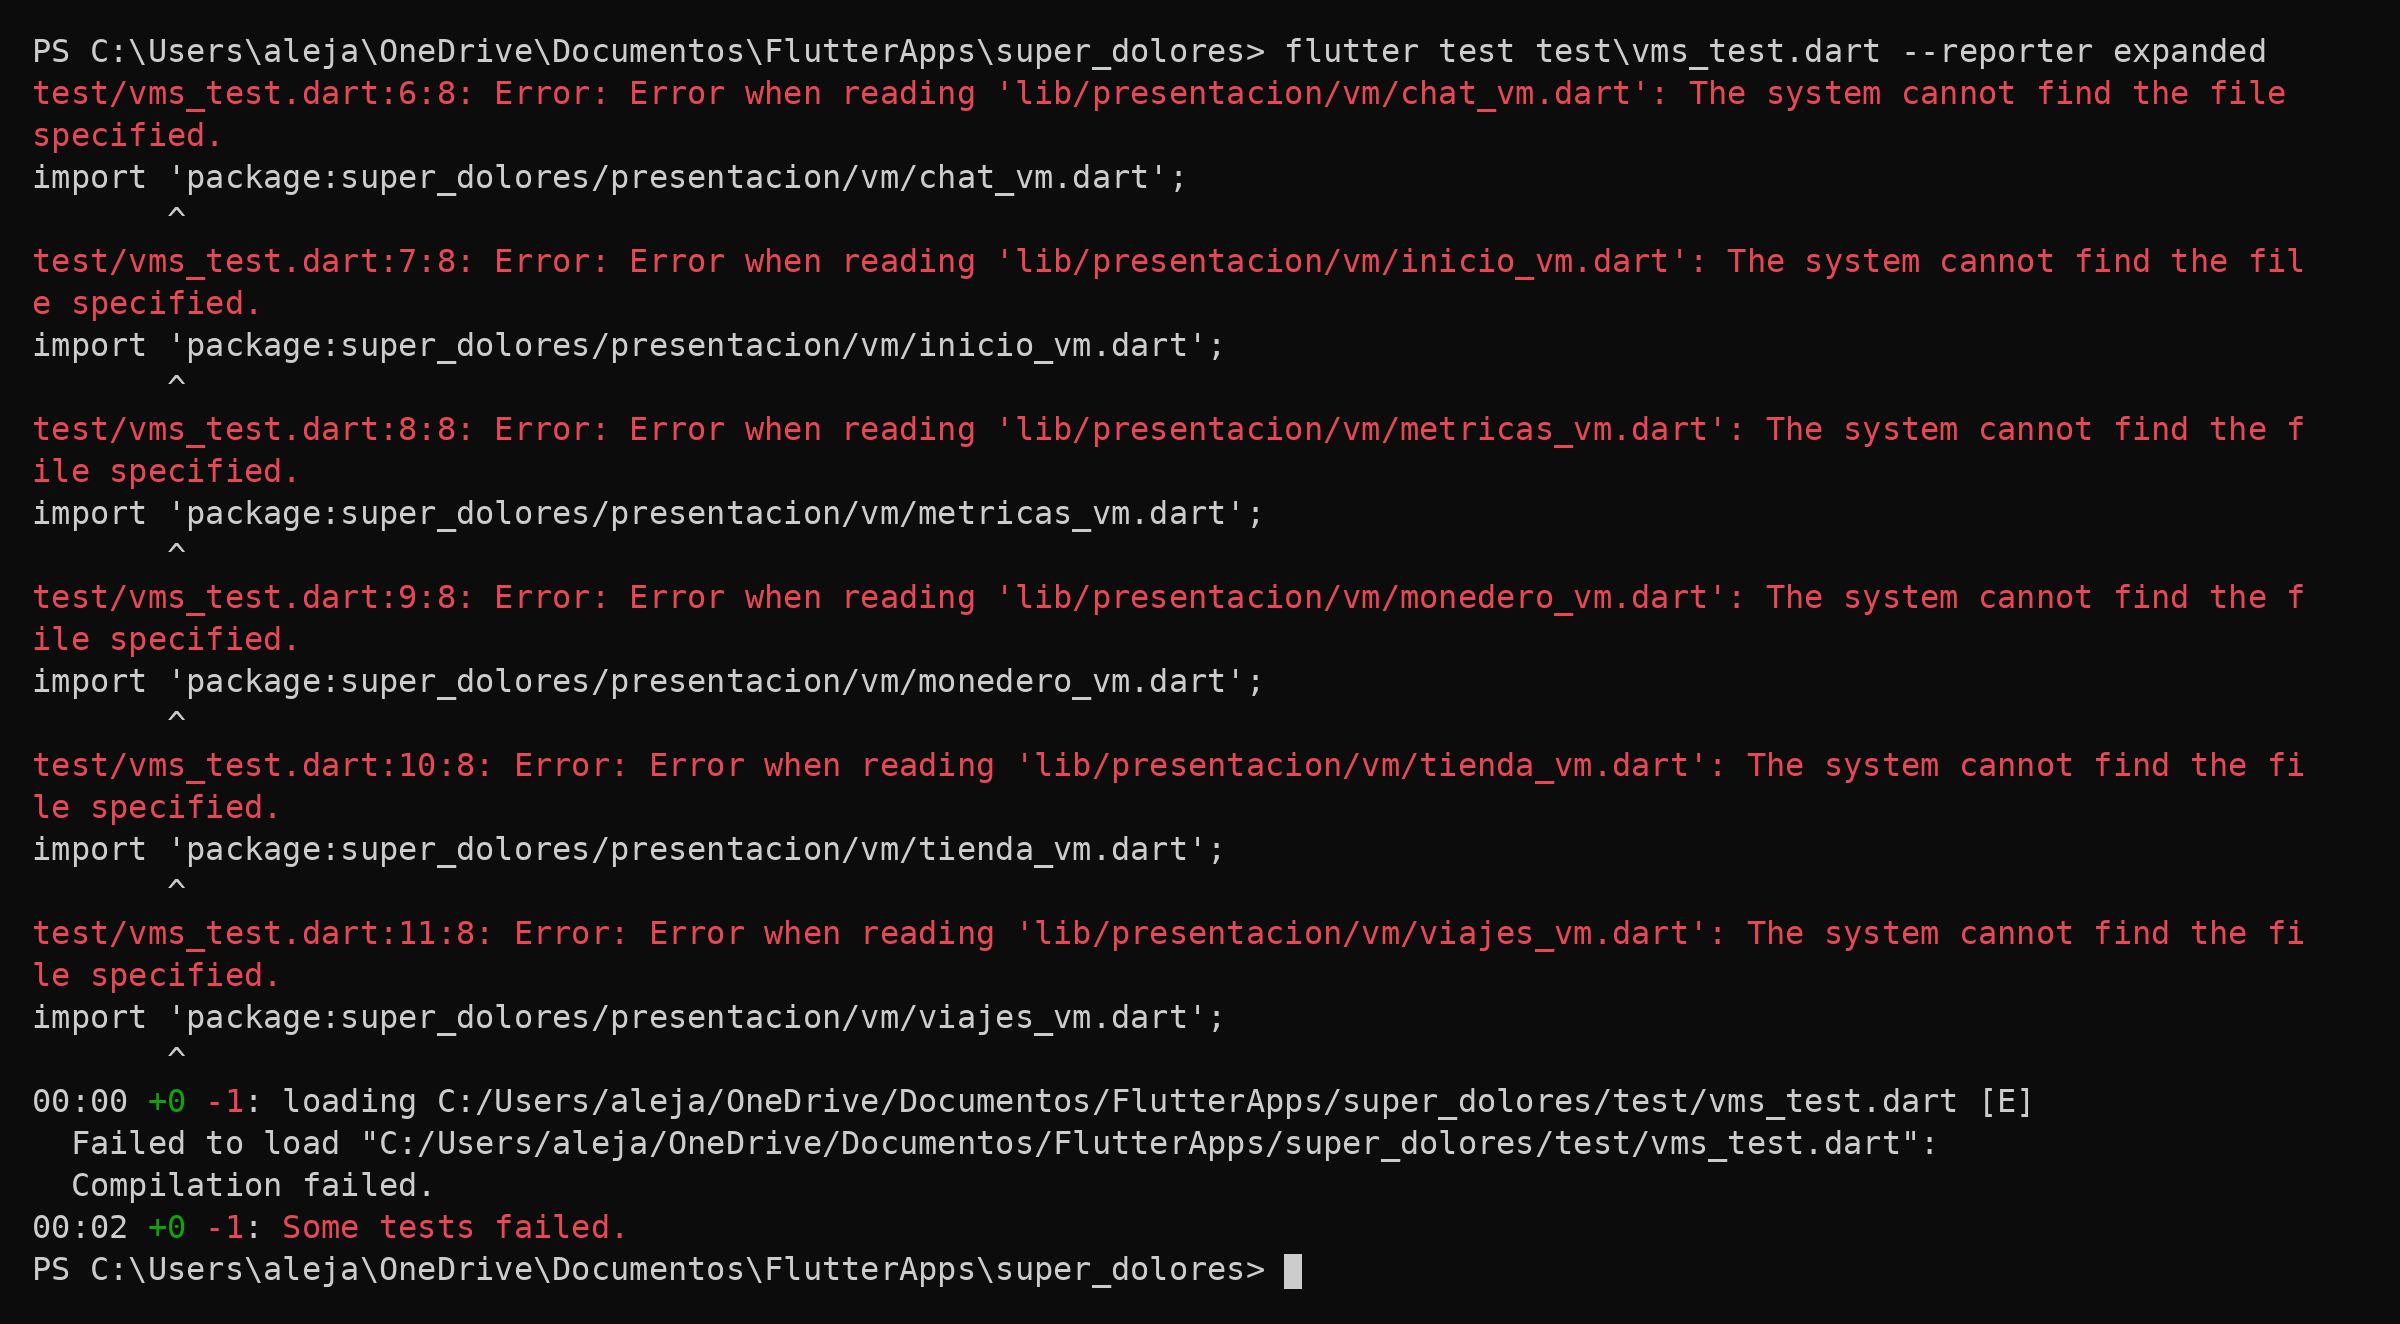 PS C:\Users\aleja\OneDrive\Documentos\FlutterApps\super_dolores> flutter test test\vms_test.dart --reporter expanded
test/vms_test.dart:6:8: Error: Error when reading 'lib/presentacion/vm/chat_vm.dart': The system cannot find the file
specified.
import 'package:super_dolores/presentacion/vm/chat_vm.dart';
       ^
test/vms_test.dart:7:8: Error: Error when reading 'lib/presentacion/vm/inicio_vm.dart': The system cannot find the fil
e specified.
import 'package:super_dolores/presentacion/vm/inicio_vm.dart';
       ^
test/vms_test.dart:8:8: Error: Error when reading 'lib/presentacion/vm/metricas_vm.dart': The system cannot find the f
ile specified.
import 'package:super_dolores/presentacion/vm/metricas_vm.dart';
       ^
test/vms_test.dart:9:8: Error: Error when reading 'lib/presentacion/vm/monedero_vm.dart': The system cannot find the f
ile specified.
import 'package:super_dolores/presentacion/vm/monedero_vm.dart';
       ^
test/vms_test.dart:10:8: Error: Error when reading 'lib/presentacion/vm/tienda_vm.dart': The system cannot find the fi
le specified.
import 'package:super_dolores/presentacion/vm/tienda_vm.dart';
       ^
test/vms_test.dart:11:8: Error: Error when reading 'lib/presentacion/vm/viajes_vm.dart': The system cannot find the fi
le specified.
import 'package:super_dolores/presentacion/vm/viajes_vm.dart';
       ^
00:00 +0 -1: loading C:/Users/aleja/OneDrive/Documentos/FlutterApps/super_dolores/test/vms_test.dart [E]
  Failed to load "C:/Users/aleja/OneDrive/Documentos/FlutterApps/super_dolores/test/vms_test.dart":
  Compilation failed.
00:02 +0 -1: Some tests failed.
PS C:\Users\aleja\OneDrive\Documentos\FlutterApps\super_dolores>